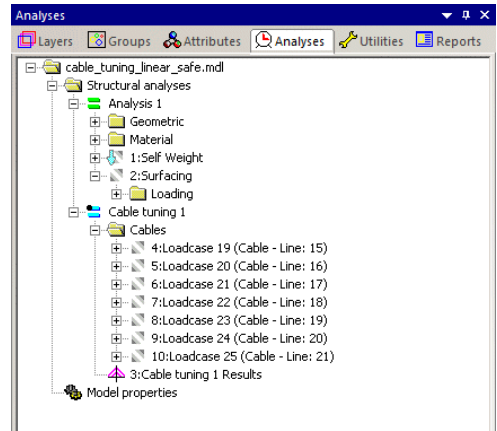 Analyses
Layers Groups Attributes Analyses Utilities Reports
cable_tuning_linear_safe.mdl
Structural analyses
Analysis 1
Geometric
Material
1:Self Weight
2:Surfacing
Loading
Cable tuning 1
Cables
4:Loadcase 19 (Cable - Line: 15)
5:Loadcase 20 (Cable - Line: 16)
6:Loadcase 21 (Cable - Line: 17)
7:Loadcase 22 (Cable - Line: 18)
8:Loadcase 23 (Cable - Line: 19)
9:Loadcase 24 (Cable - Line: 20)
10:Loadcase 25 (Cable - Line: 21)
3:Cable tuning 1 Results
Model properties